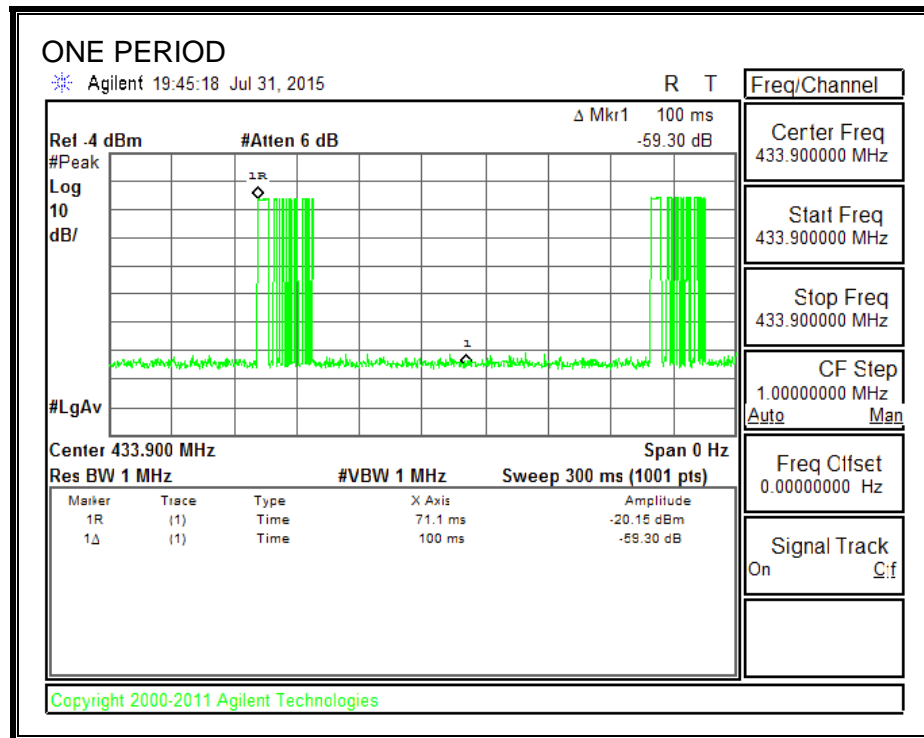 ONE PERIOD
Agilent 19:45:18 Jul 31, 2015 R T
Freq/Channel
Δ Mkr1 100 ms
Ref -4 dBm #Atten 6 dB -59.30 dB
#Peak
Log
10
dB/
1R
1
#LgAv
Center 433.900 MHz Span 0 Hz
Res BW 1 MHz #VBW 1 MHz Sweep 300 ms (1001 pts)
Marker Trace Type X Axis Amplitude
1R (1) Time 71.1 ms -20.15 dBm
1Δ (1) Time 100 ms -59.30 dB
Center Freq
433.900000 MHz
Start Freq
433.900000 MHz
Stop Freq
433.900000 MHz
CF Step
1.00000000 MHz
Auto Man
Freq Offset
0.00000000 Hz
Signal Track
On Off
Copyright 2000-2011 Agilent Technologies